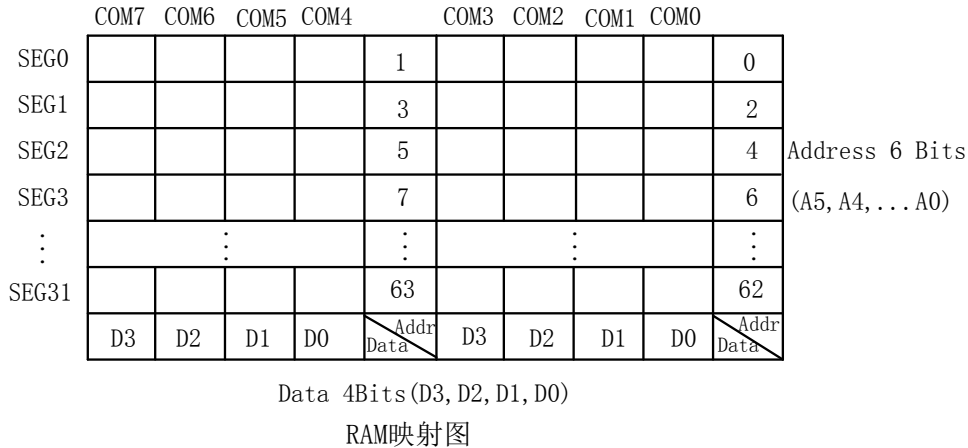 COM7 COM6 COM5 COM4 COM3 COM2 COM1 COM0
SEG0 1 0
SEG1 3 2
SEG2 5 4 Address 6 Bits
SEG3 7 6 (A5,A4,...A0)
⋮ ⋮ ⋮ ⋮ ⋮
SEG31 63 62
D3 D2 D1 D0 Addr Data D3 D2 D1 D0 Addr Data
Data 4Bits(D3,D2,D1,D0)
RAM映射图